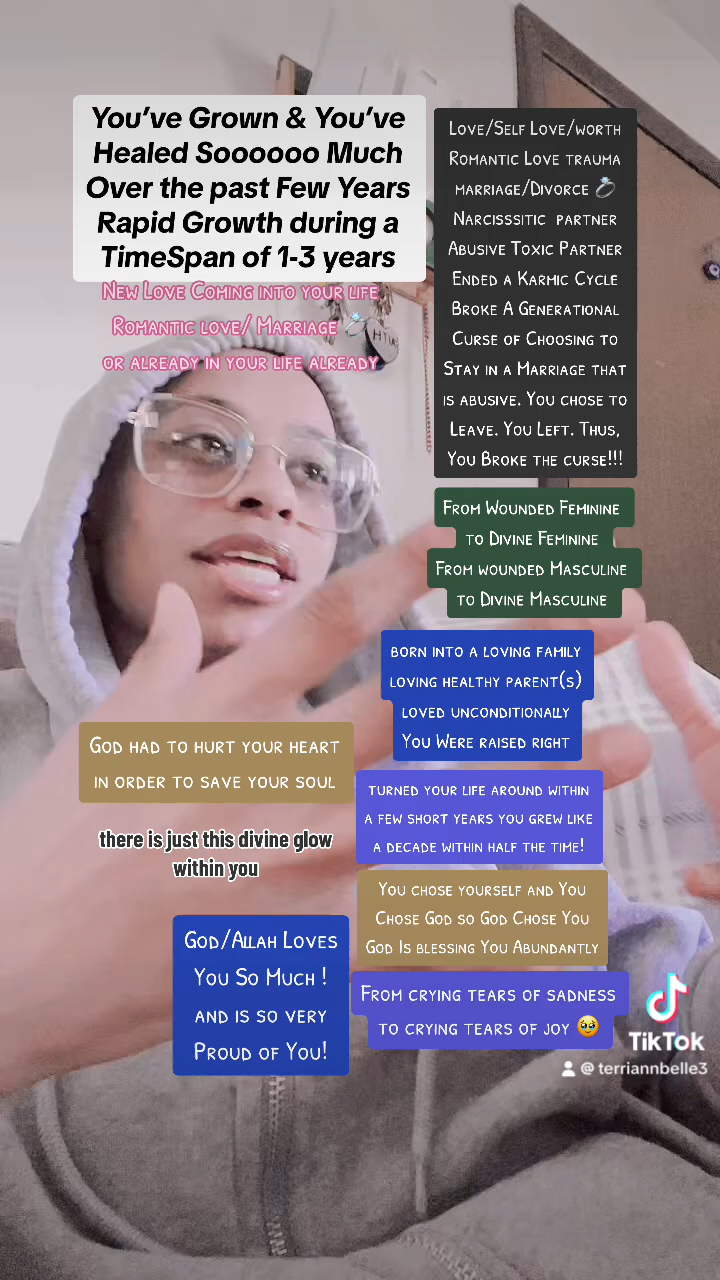 You've Grown & You've
Healed Soooooo Much
Over the past Few Years
Rapid Growth during a
TimeSpan of 1-3 years
New Love Coming into your life
Romantic love/ Marriage 💍
or already in your life already
Love/Self Love/worth
Romantic Love trauma
marriage/Divorce 💍
Narcisssitic partner
Abusive Toxic Partner
Ended a Karmic Cycle
Broke A Generational
Curse of Choosing to
Stay in a Marriage that
is abusive. You chose to
Leave. You Left. Thus,
You Broke the curse!!!
From Wounded Feminine
to Divine Feminine
From wounded Masculine
to Divine Masculine
born into a loving family
loving healthy parent(s)
loved unconditionally
You Were raised right
God had to hurt your heart
in order to save your soul
turned your life around within
a few short years you grew like
a decade within half the time!
there is just this divine glow
within you
You chose yourself and You
Chose God so God Chose You
God Is blessing You Abundantly
God/Allah Loves
You So Much !
and is so very
Proud of You!
From crying tears of sadness
to crying tears of joy 🥹
TikTok
@terriannbelle3